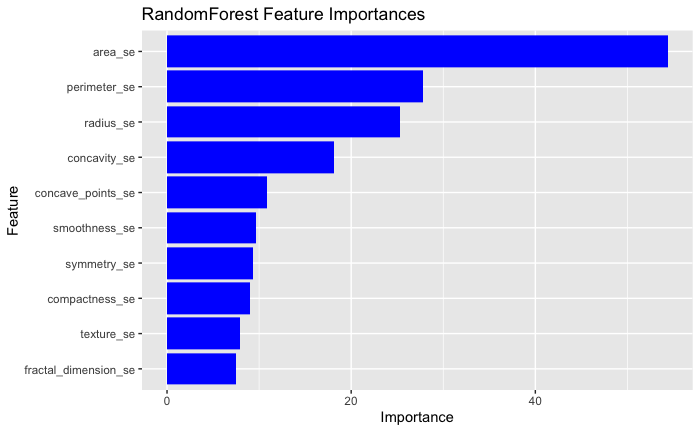 RandomForest Feature Importances
Feature
area_se
perimeter_se
radius_se
concavity_se
concave_points_se
smoothness_se
symmetry_se
compactness_se
texture_se
fractal_dimension_se
0 20 40
Importance